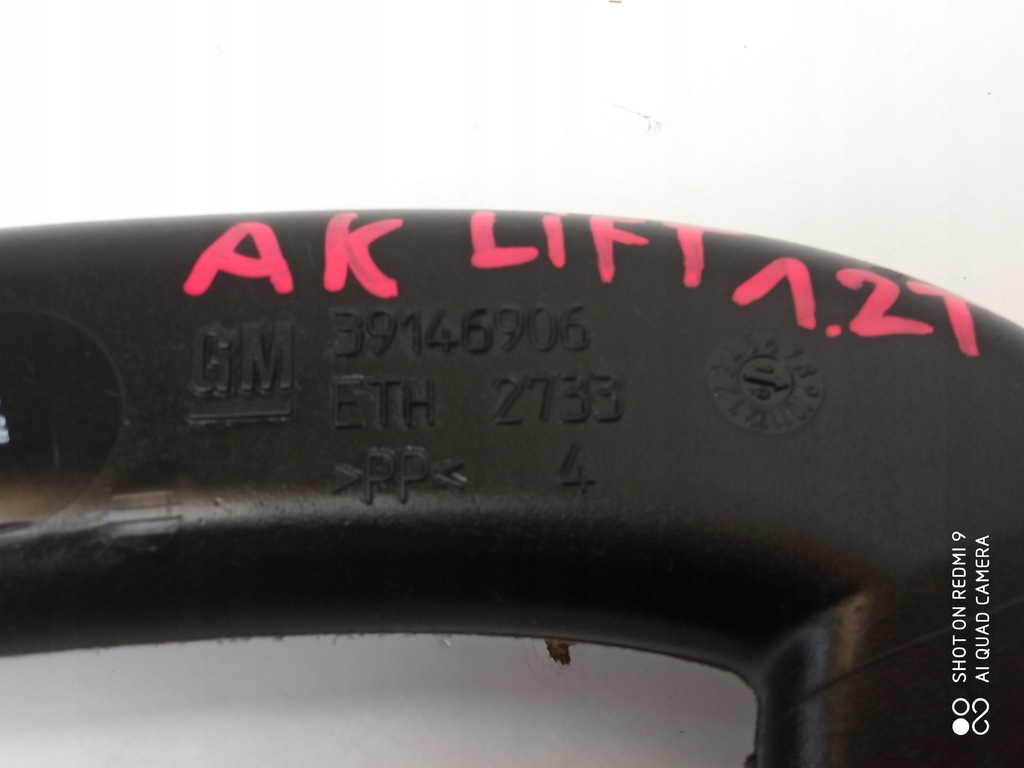 AK LIFT 1.2T
GM
39146906
ETH 2733
>PP< 4
SHOT ON REDMI 9
AI QUAD CAMERA